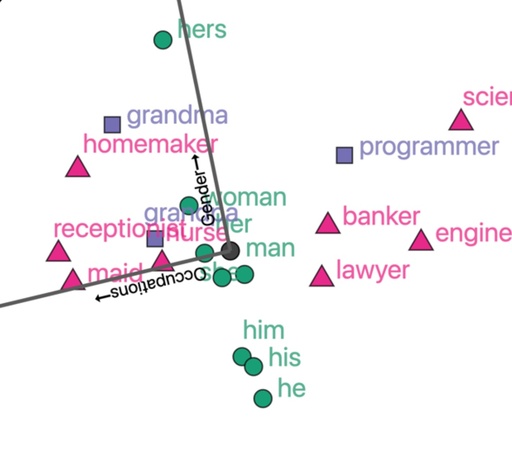 hers
scien
grandma
homemaker
programmer
woman
grandpa
banker
her
receptionist
nurse
engine
man
she
maid
lawyer
Gender→
Occupations→
him
his
he